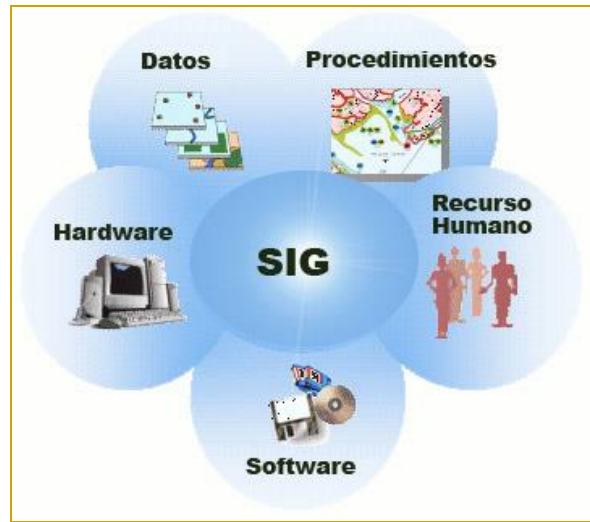 Datos
Procedimientos
Hardware
Recurso
Humano
SIG
Software